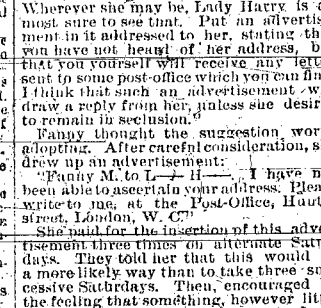 Wherever she may be, Lady Harry is
most sure to see that. Put an advertis
ment in it addressed to her, stating th
you have not heard of her address, b
that you yourself will receive any lett
sent to some post-office which you can fin
I think that such an advertisement w
draw a reply from her, unless she desir
to remain in seclusion."
Fanny thought the suggestion wor
adopting. After careful consideration, s
drew up an advertisement:
"Fanny M. to L— H—. I have n
been able to ascertain your address. Plea
write to me, at the Post-Office, Hunt
street, London, W. C."
She paid for the insertion of this adve
tisement three times on alternate Satu
days. They told her that this would
a more likely way than to take three su
cessive Saturdays. Then, encouraged
the feeling that something, however lit